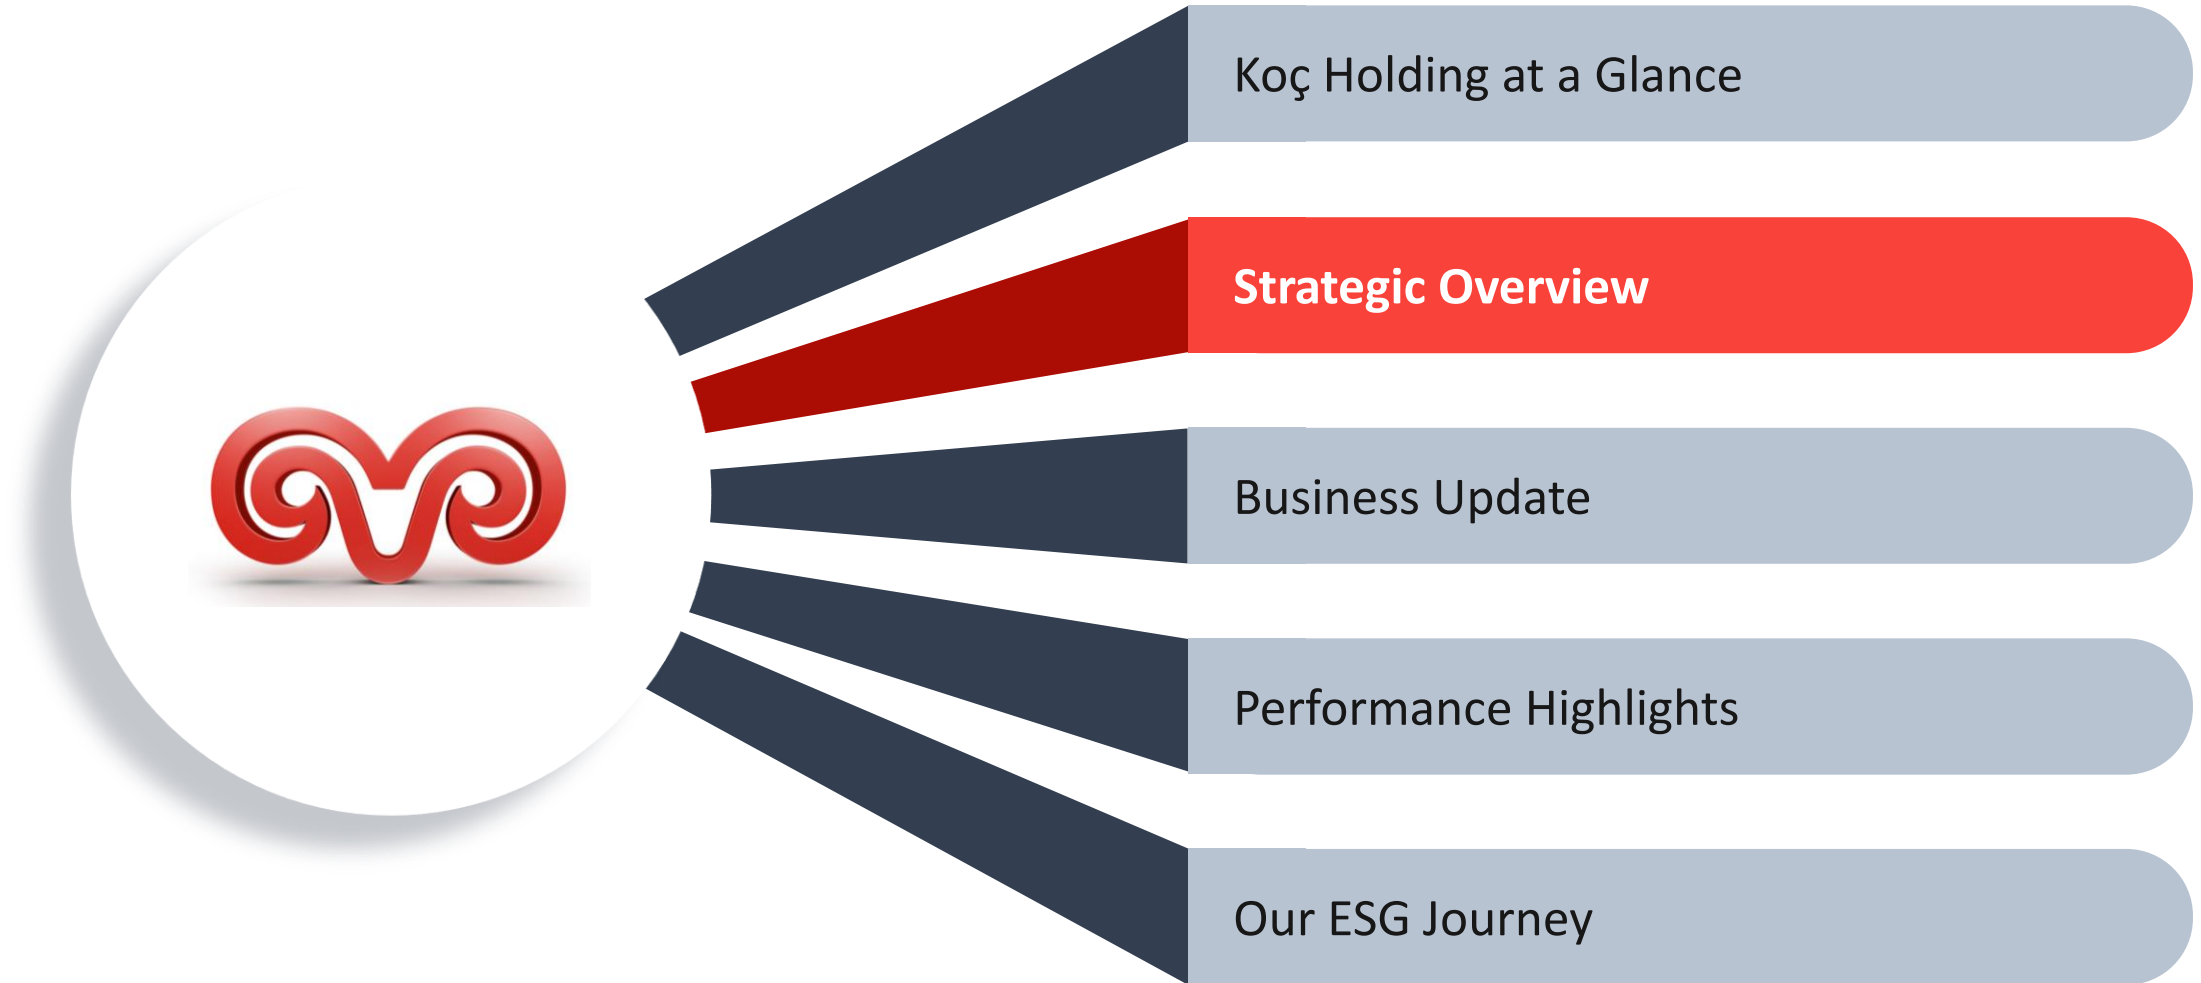 Koç Holding at a Glance
Strategic Overview
Business Update
Performance Highlights
Our ESG Journey